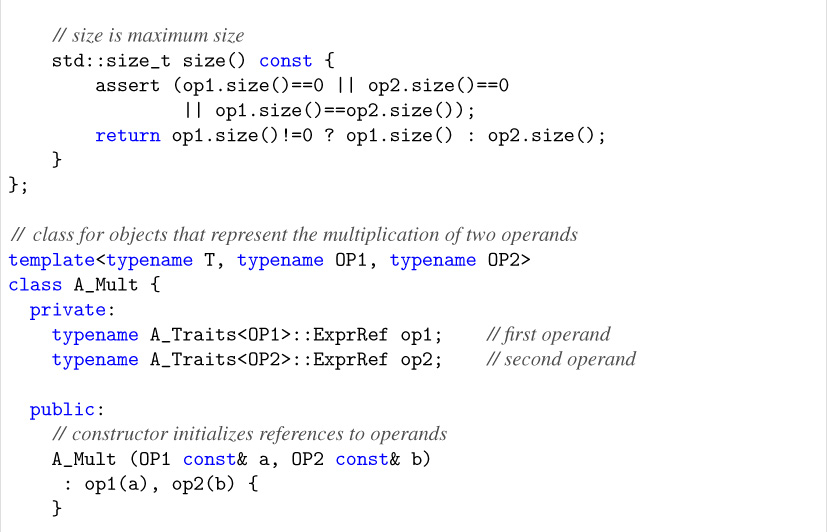 // size is maximum size
std::size_t size() const {
assert (op1.size()==0 || op2.size()==0
|| op1.size()==op2.size());
return op1.size()!=0 ? op1.size() : op2.size();
}
};
// class for objects that represent the multiplication of two operands
template<typename T, typename OP1, typename OP2>
class A_Mult {
private:
typename A_Traits<OP1>::ExprRef op1; // first operand
typename A_Traits<OP2>::ExprRef op2; // second operand
public:
// constructor initializes references to operands
A_Mult (OP1 const& a, OP2 const& b)
: op1(a), op2(b) {
}